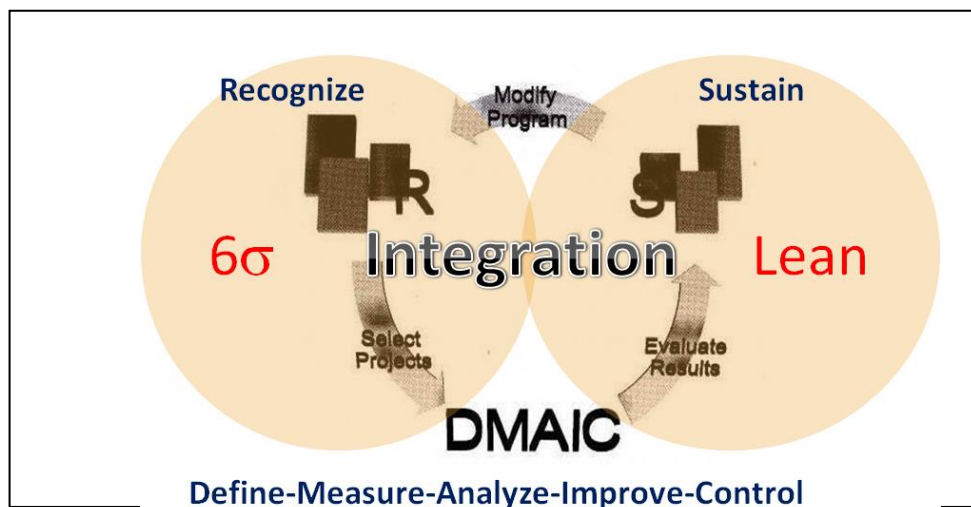 Recognize
Modify
Program
Sustain
R
S
6σ
Integration
Lean
Select
Projects
Evaluate
Results
DMAIC
Define-Measure-Analyze-Improve-Control